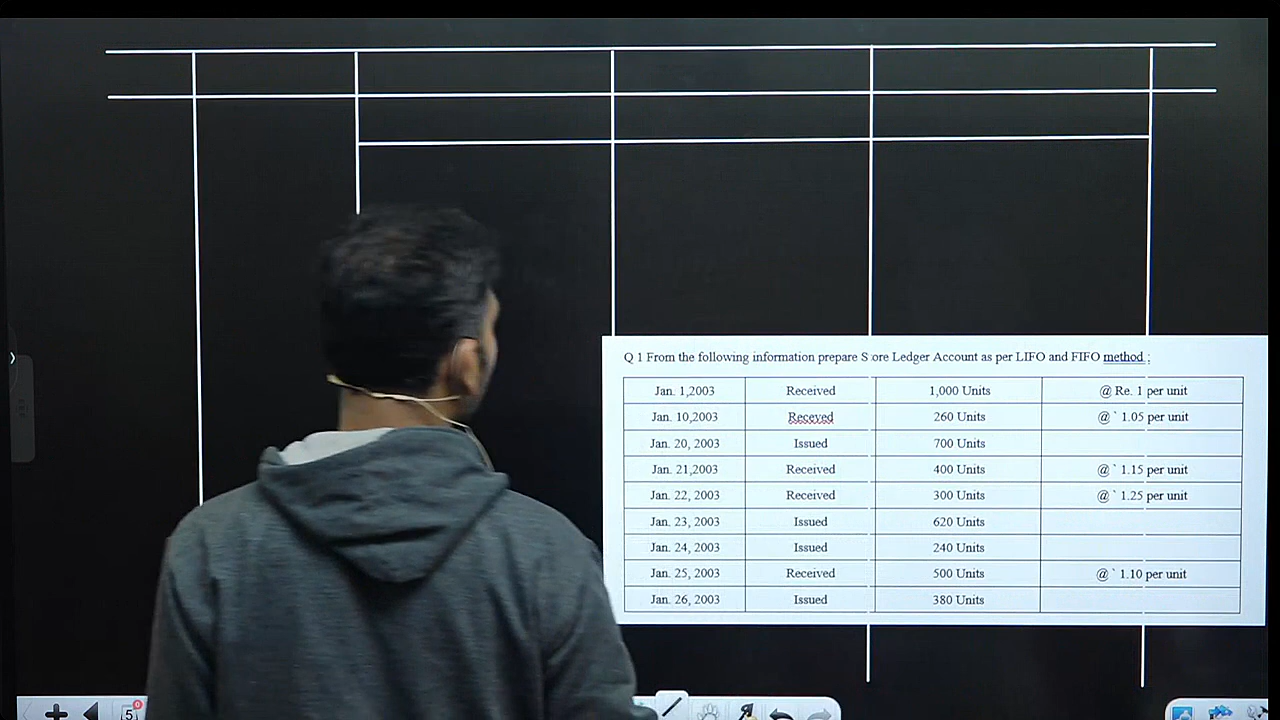 Q 1 From the following information prepare S ore Ledger Account as per LIFO and FIFO method :
Jan. 1,2003 Received 1,000 Units @ Re. 1 per unit
Jan. 10,2003 Receved 260 Units @ ` 1.05 per unit
Jan. 20, 2003 Issued 700 Units
Jan. 21,2003 Received 400 Units @ ` 1.15 per unit
Jan. 22, 2003 Received 300 Units @ ` 1.25 per unit
Jan. 23, 2003 Issued 620 Units
Jan. 24, 2003 Issued 240 Units
Jan. 25, 2003 Received 500 Units @ ` 1.10 per unit
Jan. 26, 2003 Issued 380 Units
5